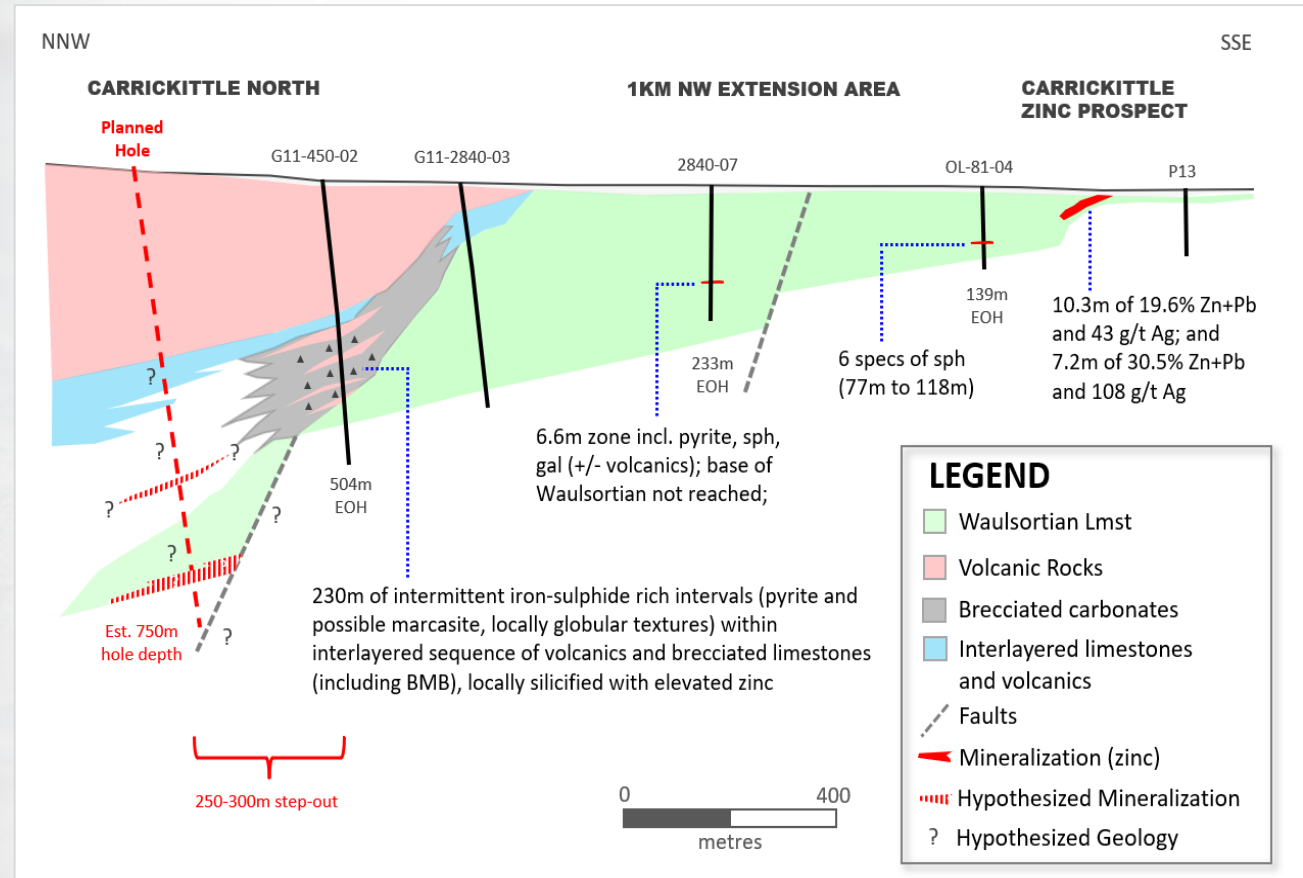 NNW
SSE
CARRICKITTLE NORTH
1KM NW EXTENSION AREA
CARRICKITTLE
ZINC PROSPECT
Planned
Hole
G11-450-02
G11-2840-03
2840-07
OL-81-04
P13
?
?
?
?
?
?
?
504m
EOH
233m
EOH
139m
EOH
Est. 750m
hole depth
6.6m zone incl. pyrite, sph,
gal (+/- volcanics); base of
Waulsortian not reached;
6 specs of sph
(77m to 118m)
10.3m of 19.6% Zn+Pb
and 43 g/t Ag; and
7.2m of 30.5% Zn+Pb
and 108 g/t Ag
230m of intermittent iron-sulphide rich intervals (pyrite and
possible marcasite, locally globular textures) within
interlayered sequence of volcanics and brecciated limestones
(including BMB), locally silicified with elevated zinc
250-300m step-out
0
400
metres
LEGEND
Waulsortian Lmst
Volcanic Rocks
Brecciated carbonates
Interlayered limestones
and volcanics
Faults
Mineralization (zinc)
Hypothesized Mineralization
? Hypothesized Geology